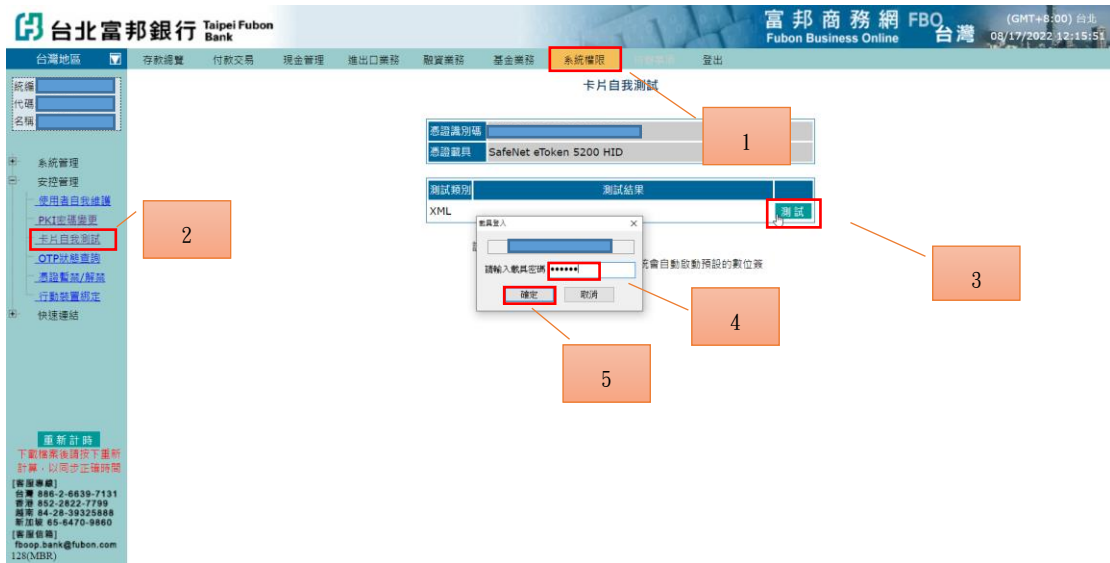 台北富邦銀行 Taipei Fubon Bank
富邦商務網 FBO台灣
Fubon Business Online
(GMT+8:00) 台北
08/17/2022 12:15:51
台灣地區
存款總覽 付款交易 現金管理 進出口業務 融資業務 基金業務 系統權限 登出
統編
代碼
名稱
卡片自我測試
1
憑證識別碼
憑證載具 SafeNet eToken 5200 HID
系統管理
安控管理
使用者自我維護
PKI密碼變更
卡片自我測試
OTP狀態查詢
憑證暫禁/解禁
行動裝置綁定
快速連結
2
測試類別 測試結果
XML 測試
載具登入
請輸入載具密碼 ••••••
確定 取消
統會自動啟動預設的數位簽
3
4
5
重新計時
下載檔案後請按下重新
計算,以同步正確時間
[客服專線]
台灣 886-2-6639-7131
香港 852-2822-7799
越南 84-28-39325888
新加坡 65-6470-9860
[客服信箱]
fboop.bank@fubon.com
128(MBR)